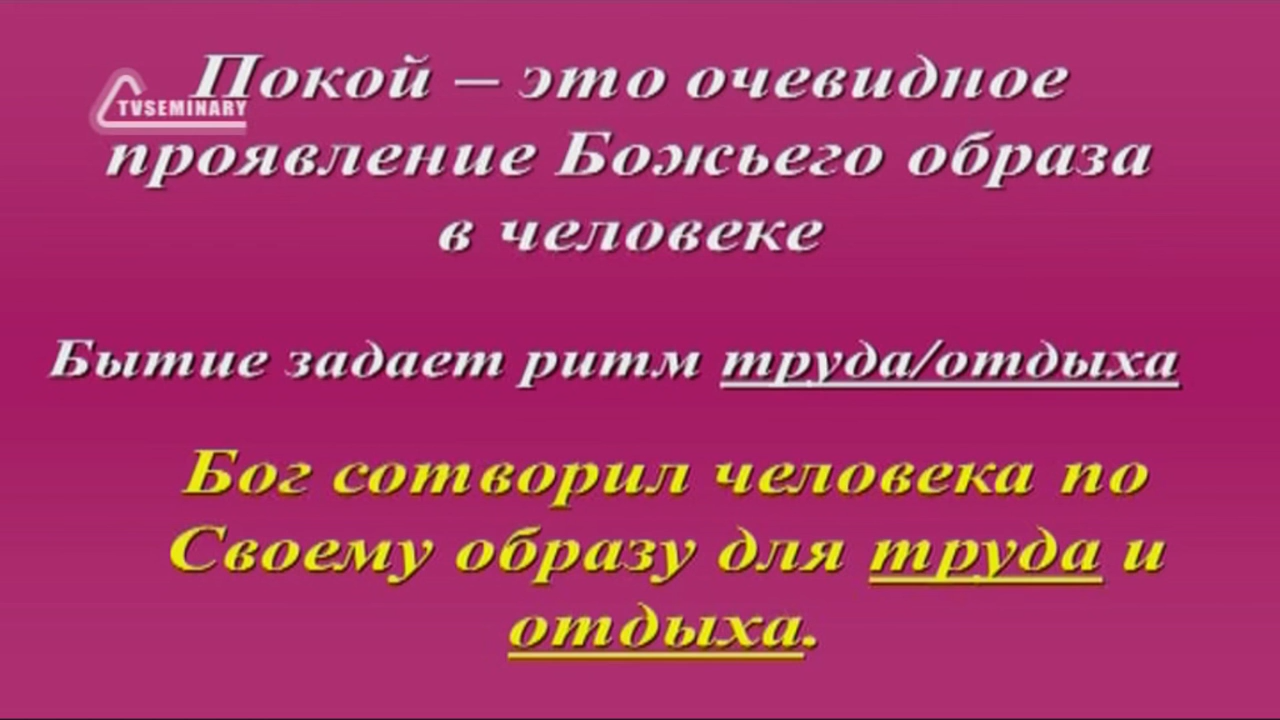 Покой – это очевидное
TVSEMINARY
проявление Божьего образа
в человеке
Бытие задает ритм труда/отдыха
Бог сотворил человека по
Своему образу для труда и
отдыха.